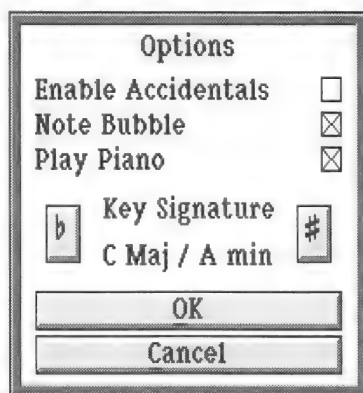 Options
Enable Accidentals
Note Bubble
Play Piano
♭ Key Signature ♯
C Maj / A min
OK
Cancel